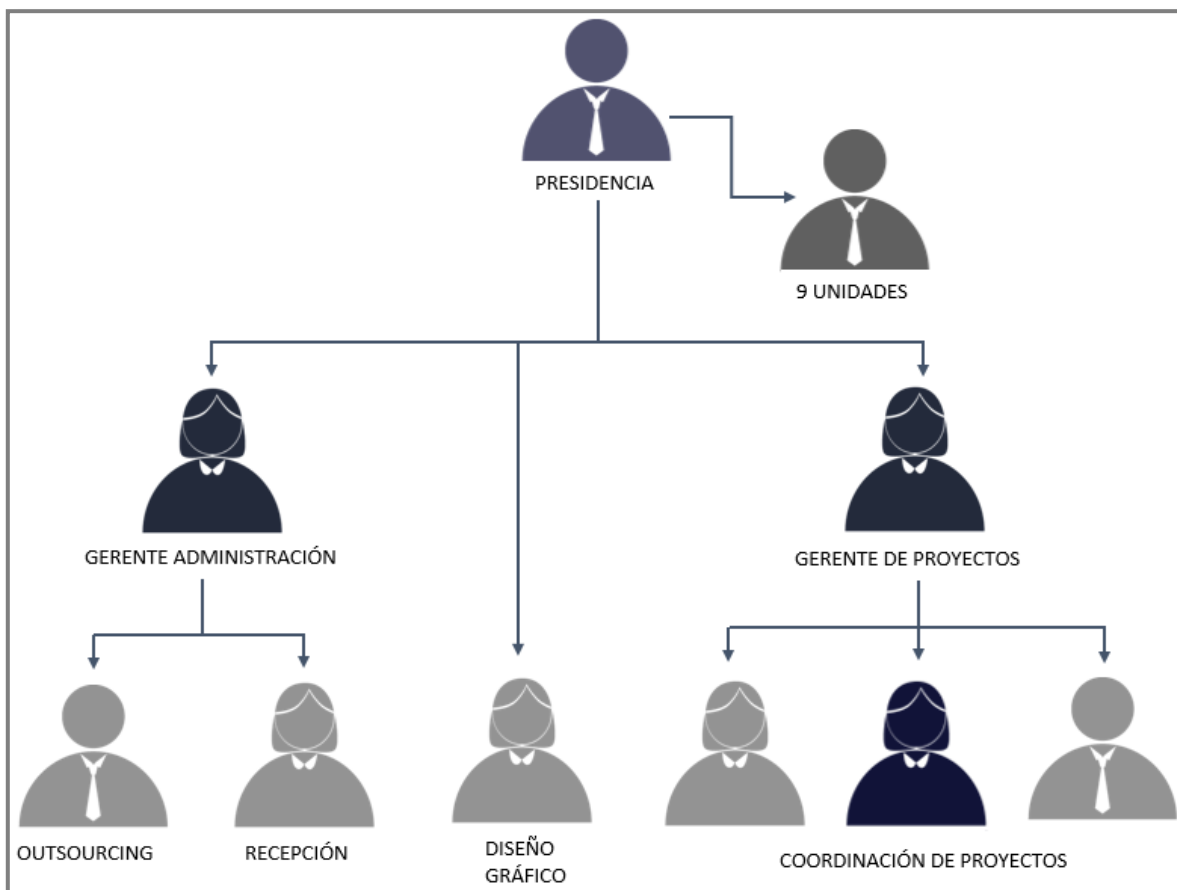 PRESIDENCIA
9 UNIDADES
GERENTE ADMINISTRACIÓN
GERENTE DE PROYECTOS
OUTSOURCING
RECEPCIÓN
DISEÑO
GRÁFICO
COORDINACIÓN DE PROYECTOS